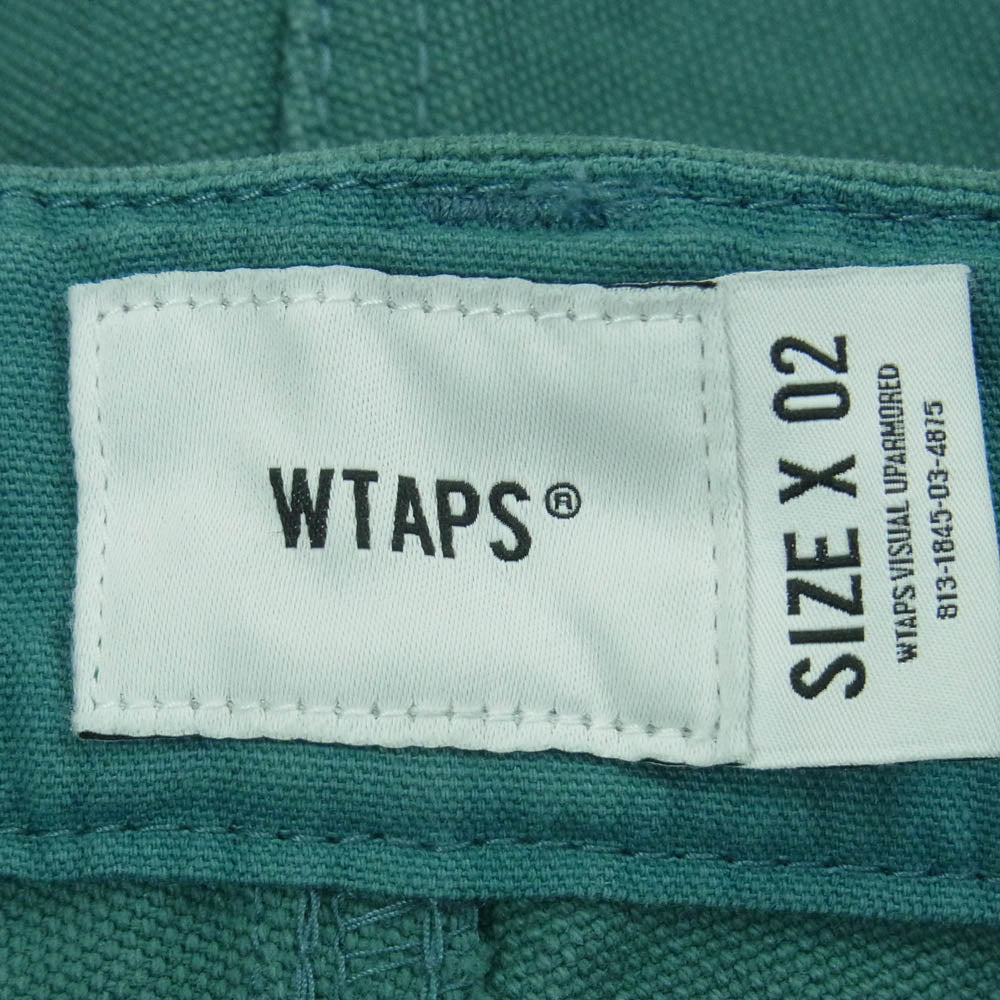 WTAPS®
SIZE X 02
WTAPS VISUAL UPARMORED
813-1845-03-4875